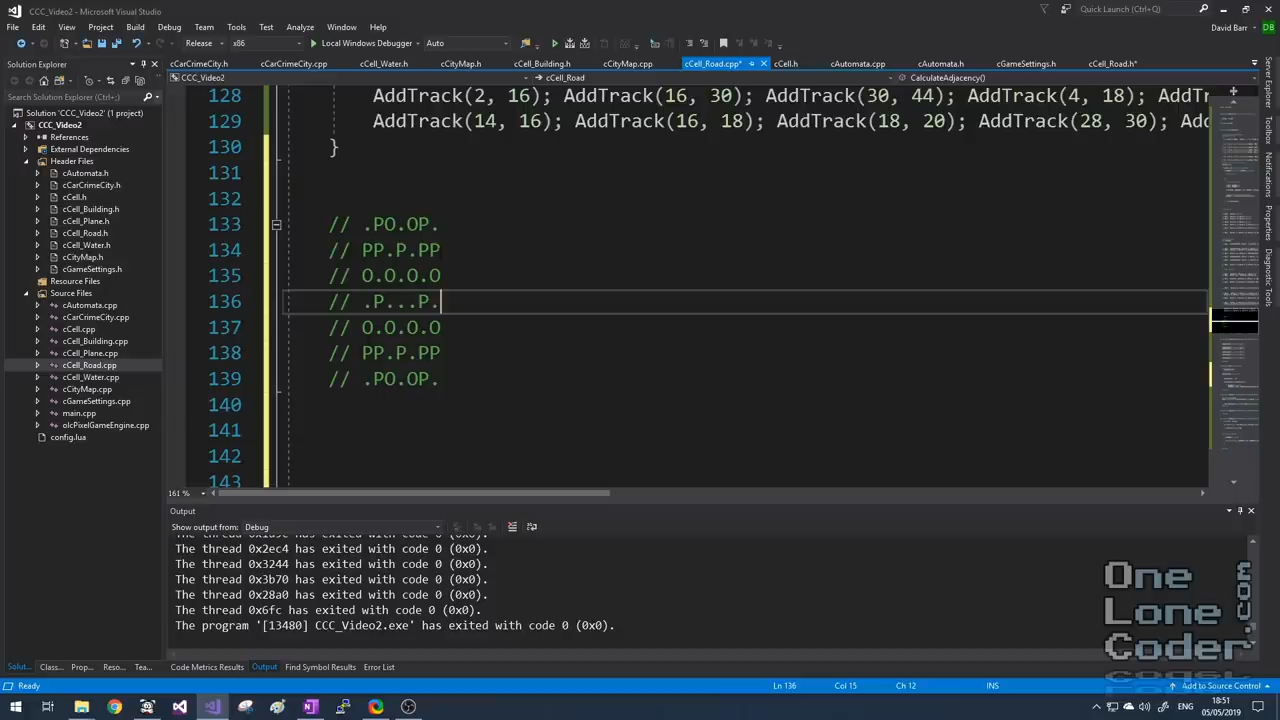 CCC_Video2 - Microsoft Visual Studio
Quick Launch (Ctrl+;)
File Edit View Project Build Debug Team Tools Test Analyze Window Help
David Barr DB
Release x86 Local Windows Debugger Auto
Solution Explorer
cCarCrimeCity.h cCarCrimeCity.cpp cCell_Water.h cCityMap.h cCell_Building.h cCityMap.cpp cCell_Road.cpp* cCell.h cAutomata.cpp cAutomata.h cGameSettings.h cCell_Road.h*
CCC_Video2 cCell_Road CalculateAdjacency()
Search Solution Explorer (Ctrl+;)
Solution 'CCC_Video2' (1 project)
CCC_Video2
References
External Dependencies
Header Files
cAutomata.h
cCarCrimeCity.h
cCell.h
cCell_Building.h
cCell_Plane.h
cCell_Road.h
cCell_Water.h
cCityMap.h
cGameSettings.h
Resource Files
Source Files
cAutomata.cpp
cCarCrimeCity.cpp
cCell.cpp
cCell_Building.cpp
cCell_Plane.cpp
cCell_Road.cpp
cCell_Water.cpp
cCityMap.cpp
cGameSettings.cpp
main.cpp
olcPixelGameEngine.cpp
config.lua
128 AddTrack(2, 16); AddTrack(16, 30); AddTrack(30, 44); AddTrack(4, 18); AddT
129 AddTrack(14, 16); AddTrack(16, 18); AddTrack(18, 20); AddTrack(28, 30); Ad
130 }
131
132
133 // .PO.OP.
134 // PP.P.PP
135 // O.O.O.O
136 // .P...P.
137 // O.O.O.O
138 // PP.P.PP
139 // .PO.OP.
140
141
142
143
161 %
Server Explorer
Toolbox
Notifications
Properties
Diagnostic Tools
Output
Show output from: Debug
The thread 0x2ec4 has exited with code 0 (0x0).
The thread 0x3244 has exited with code 0 (0x0).
The thread 0x3b70 has exited with code 0 (0x0).
The thread 0x28a0 has exited with code 0 (0x0).
The thread 0x6fc has exited with code 0 (0x0).
The program '[13480] CCC_Video2.exe' has exited with code 0 (0x0).
One
Lone
Coder
.com
Solut... Class... Prop... Reso... Tea... Code Metrics Results Output Find Symbol Results Error List
Ready Ln 136 Col 15 Ch 12 INS Add to Source Control
18:51
05/05/2019